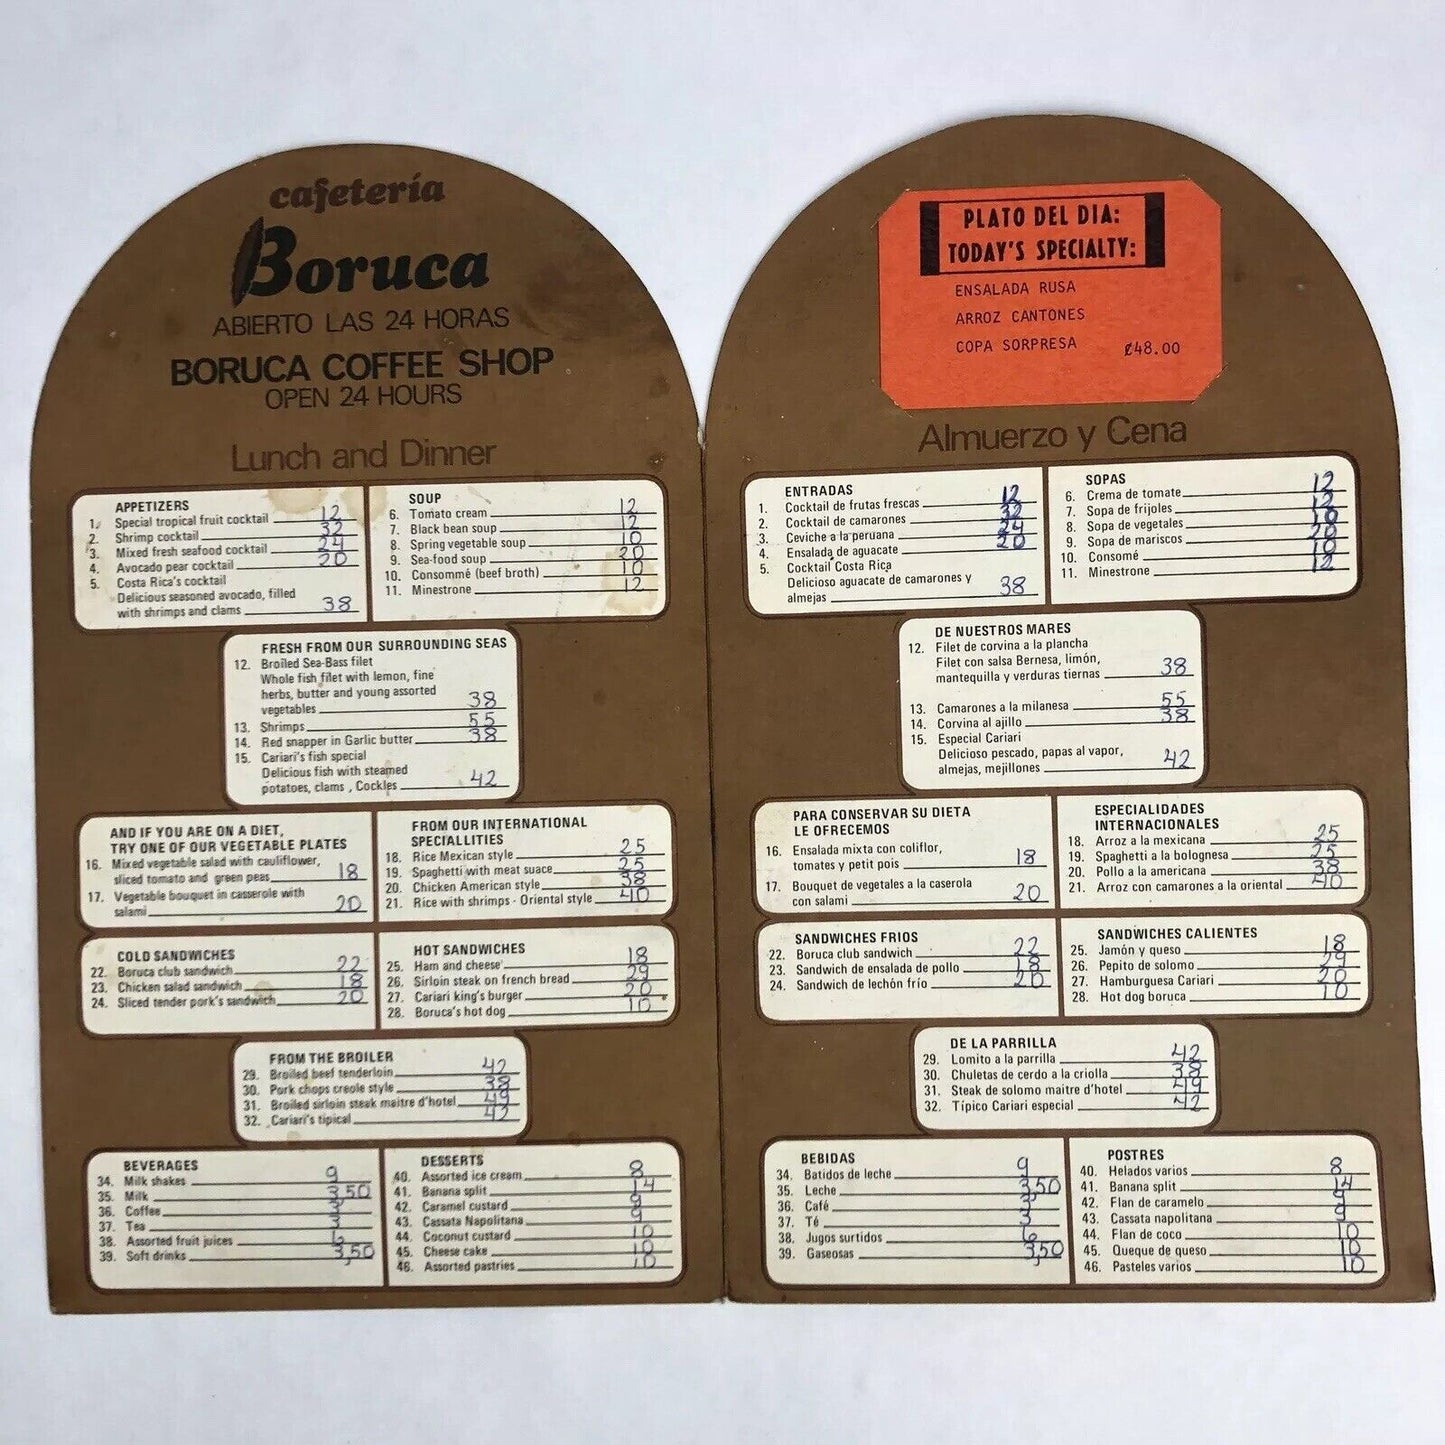 cafetería
Boruca
ABIERTO LAS 24 HORAS
BORUCA COFFEE SHOP
OPEN 24 HOURS
Lunch and Dinner
APPETIZERS
1. Special tropical fruit cocktail 12
2. Shrimp cocktail 32
3. Mixed fresh seafood cocktail 24
4. Avocado pear cocktail 20
5. Costa Rica's cocktail
Delicious seasoned avocado, filled
with shrimps and clams 38
SOUP
6. Tomato cream 12
7. Black bean soup 12
8. Spring vegetable soup 10
9. Sea-food soup 20
10. Consommé (beef broth) 10
11. Minestrone 12
FRESH FROM OUR SURROUNDING SEAS
12. Broiled Sea-Bass filet
Whole fish filet with lemon, fine
herbs, butter and young assorted
vegetables 38
13. Shrimps 55
14. Red snapper in Garlic butter 38
15. Cariari's fish special
Delicious fish with steamed
potatoes, clams , Cockles 42
AND IF YOU ARE ON A DIET,
TRY ONE OF OUR VEGETABLE PLATES
16. Mixed vegetable salad with cauliflower,
sliced tomato and green peas 18
17. Vegetable bouquet in casserole with
salami 20
FROM OUR INTERNATIONAL
SPECIALLITIES
18. Rice Mexican style 25
19. Spaghetti with meat suace 25
20. Chicken American style 38
21. Rice with shrimps - Oriental style 40
COLD SANDWICHES
22. Boruca club sandwich 22
23. Chicken salad sandwich 18
24. Sliced tender pork's sandwich 20
HOT SANDWICHES
25. Ham and cheese 18
26. Sirloin steak on french bread 29
27. Cariari king's burger 20
28. Boruca's hot dog 10
FROM THE BROILER
29. Broiled beef tenderloin 42
30. Pork chops creole style 38
31. Broiled sirloin steak maitre d'hotel 49
32. Cariari's tipical 42
BEVERAGES
34. Milk shakes 9
35. Milk 3,50
36. Coffee 3
37. Tea 3
38. Assorted fruit juices 6
39. Soft drinks 3,50
DESSERTS
40. Assorted ice cream 8
41. Banana split 14
42. Caramel custard 9
43. Cassata Napolitana 9
44. Coconut custard 10
45. Cheese cake 10
46. Assorted pastries 10
PLATO DEL DIA:
TODAY'S SPECIALTY:
ENSALADA RUSA
ARROZ CANTONES
COPA SORPRESA ¢48.00
Almuerzo y Cena
ENTRADAS
1. Cocktail de frutas frescas 12
2. Cocktail de camarones 32
3. Ceviche a la peruana 24
4. Ensalada de aguacate 20
5. Cocktail Costa Rica
Delicioso aguacate de camarones y
almejas 38
SOPAS
6. Crema de tomate 12
7. Sopa de frijoles 12
8. Sopa de vegetales 10
9. Sopa de mariscos 20
10. Consomé 10
11. Minestrone 12
DE NUESTROS MARES
12. Filet de corvina a la plancha
Filet con salsa Bernesa, limón,
mantequilla y verduras tiernas 38
13. Camarones a la milanesa 55
14. Corvina al ajillo 38
15. Especial Cariari
Delicioso pescado, papas al vapor,
almejas, mejillones 42
PARA CONSERVAR SU DIETA
LE OFRECEMOS
16. Ensalada mixta con coliflor,
tomates y petit pois 18
17. Bouquet de vegetales a la caserola
con salami 20
ESPECIALIDADES
INTERNACIONALES
18. Arroz a la mexicana 25
19. Spaghetti a la bolognesa 25
20. Pollo a la americana 38
21. Arroz con camarones a la oriental 40
SANDWICHES FRIOS
22. Boruca club sandwich 22
23. Sandwich de ensalada de pollo 18
24. Sandwich de lechón frío 20
SANDWICHES CALIENTES
25. Jamón y queso 18
26. Pepito de solomo 29
27. Hamburguesa Cariari 20
28. Hot dog boruca 10
DE LA PARRILLA
29. Lomito a la parrilla 42
30. Chuletas de cerdo a la criolla 38
31. Steak de solomo maitre d'hotel 49
32. Típico Cariari especial 42
BEBIDAS
34. Batidos de leche 9
35. Leche 3,50
36. Café 3
37. Té 3
38. Jugos surtidos 6
39. Gaseosas 3,50
POSTRES
40. Helados varios 8
41. Banana split 14
42. Flan de caramelo 9
43. Cassata napolitana 9
44. Flan de coco 10
45. Queque de queso 10
46. Pasteles varios 10